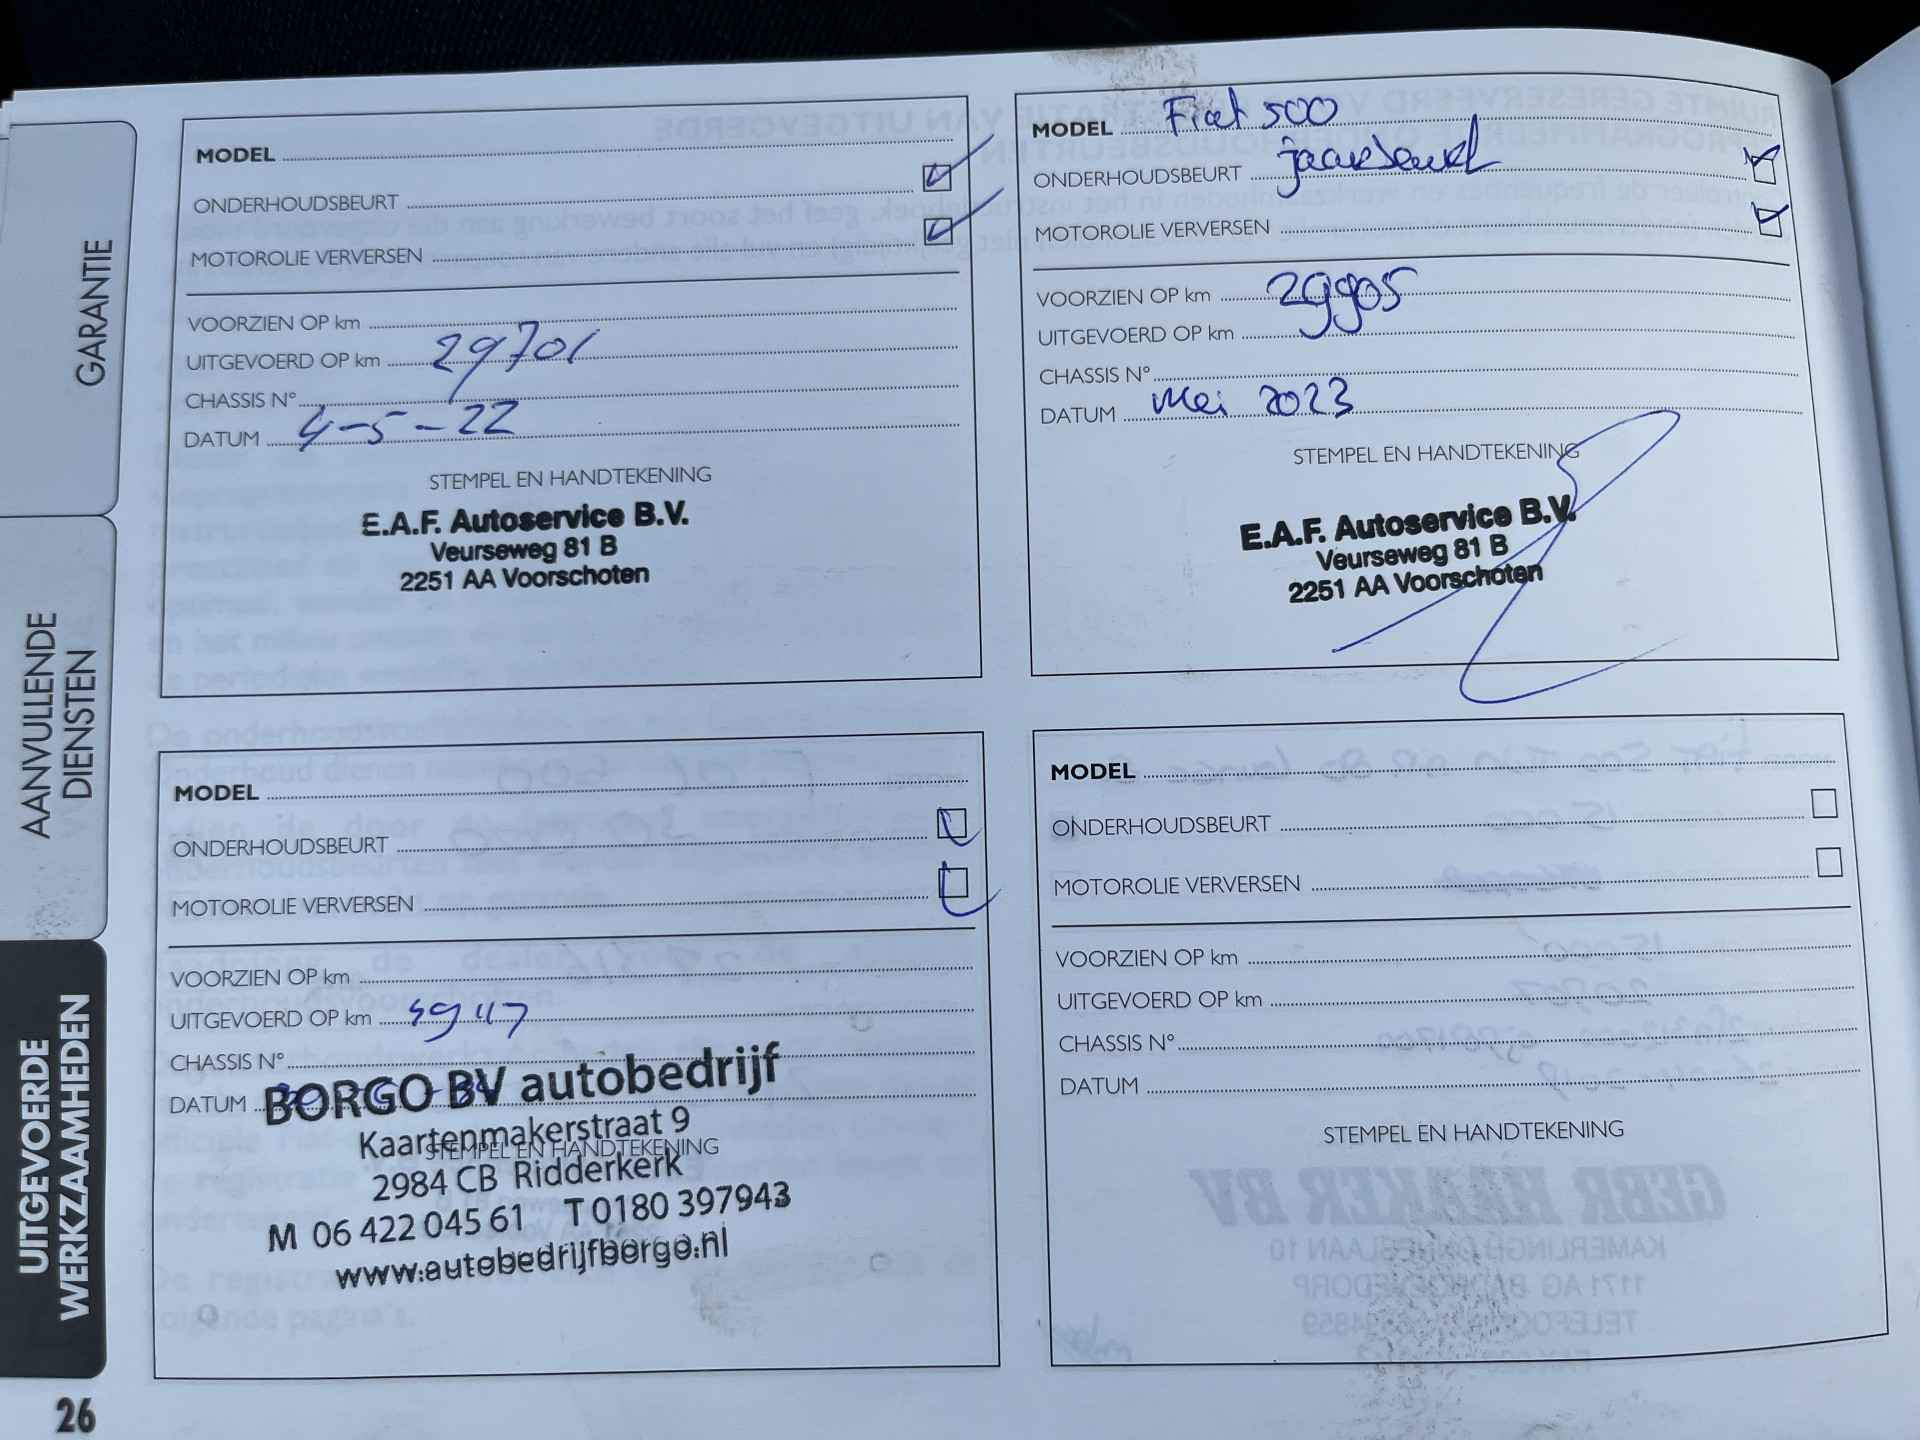 GARANTIE
AANVULLENDE
DIENSTEN
UITGEVOERDE
WERKZAAMHEDEN
26
MODEL
ONDERHOUDSBEURT
MOTOROLIE VERVERSEN
VOORZIEN OP km
UITGEVOERD OP km 29701
CHASSIS N°
DATUM 4-5-22
STEMPEL EN HANDTEKENING
E.A.F. Autoservice B.V.
Veurseweg 81 B
2251 AA Voorschoten
MODEL Fiat 500
ONDERHOUDSBEURT jaarbeurt
MOTOROLIE VERVERSEN
VOORZIEN OP km 29905
UITGEVOERD OP km
CHASSIS N°
DATUM Mei 2023
STEMPEL EN HANDTEKENING
E.A.F. Autoservice B.V.
Veurseweg 81 B
2251 AA Voorschoten
MODEL
ONDERHOUDSBEURT
MOTOROLIE VERVERSEN
VOORZIEN OP km
UITGEVOERD OP km
CHASSIS N°
DATUM
BORGO BV autobedrijf
Kaartenmakerstraat 9
STEMPEL EN HANDTEKENING
2984 CB Ridderkerk
M 06 422 045 61 T 0180 397943
www.autobedrijfborgo.nl
MODEL
ONDERHOUDSBEURT
MOTOROLIE VERVERSEN
VOORZIEN OP km
UITGEVOERD OP km
CHASSIS N°
DATUM
STEMPEL EN HANDTEKENING